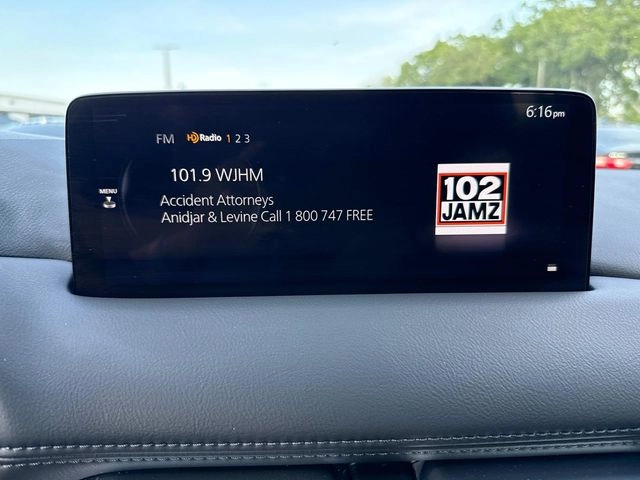 6:16pm
FM HD Radio 1 2 3
101.9 WJHM
MENU
Accident Attorneys
Anidjar & Levine Call 1 800 747 FREE
102
JAMZ